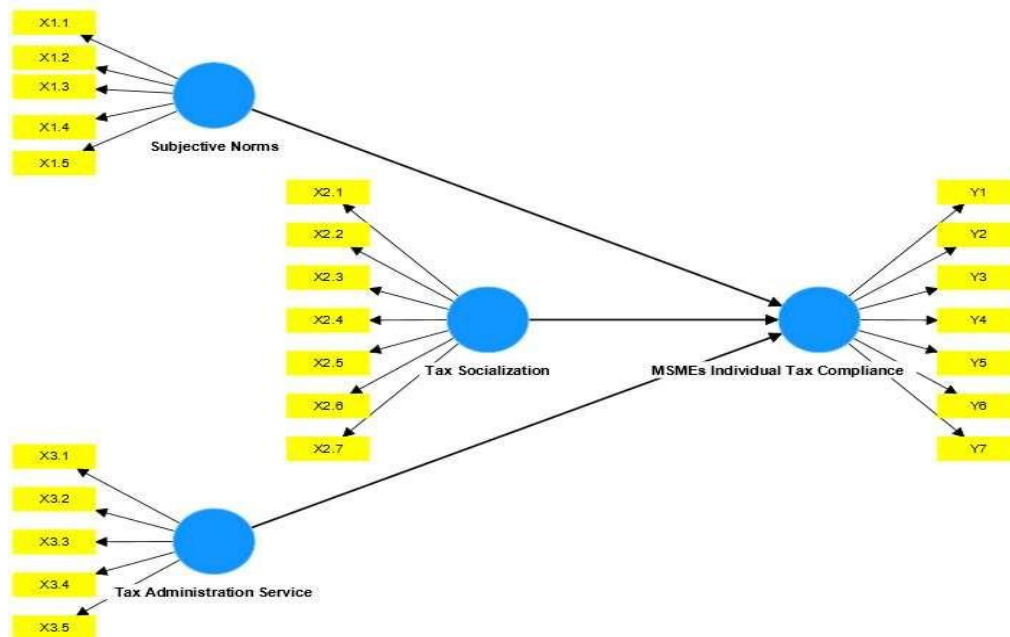 X1.1
X1.2
X1.3
X1.4
X1.5
Subjective Norms
X2.1
X2.2
X2.3
X2.4
X2.5
X2.6
X2.7
Tax Socialization
Y1
Y2
Y3
Y4
Y5
Y6
Y7
MSMEs Individual Tax Compliance
X3.1
X3.2
X3.3
X3.4
X3.5
Tax Administration Service